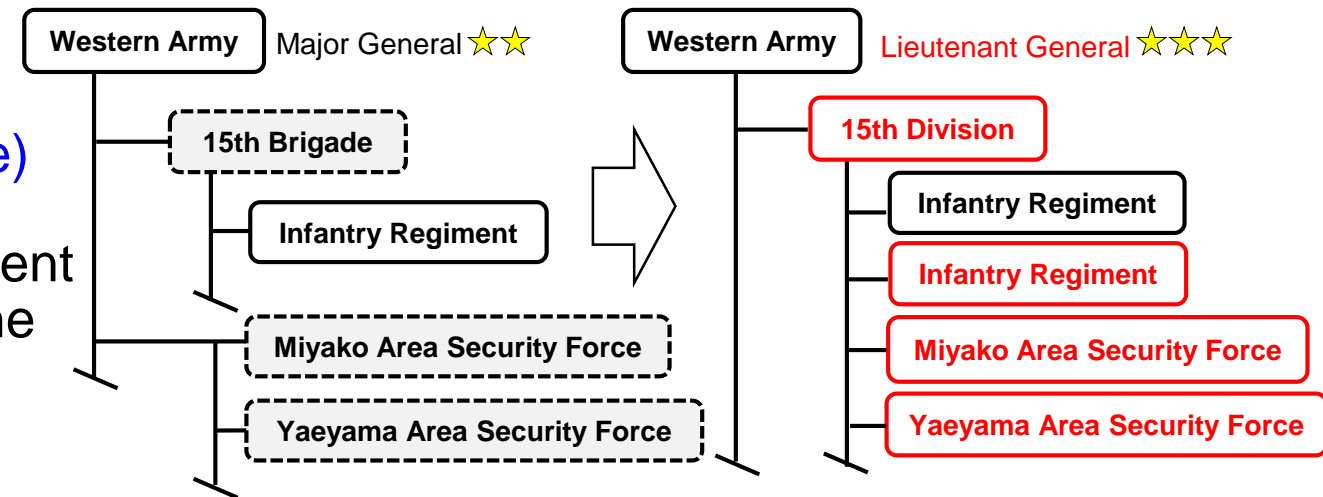 Western Army
Major General
15th Brigade
Infantry Regiment
Miyako Area Security Force
Yaeyama Area Security Force
Western Army
Lieutenant General
15th Division
Infantry Regiment
Infantry Regiment
Miyako Area Security Force
Yaeyama Area Security Force